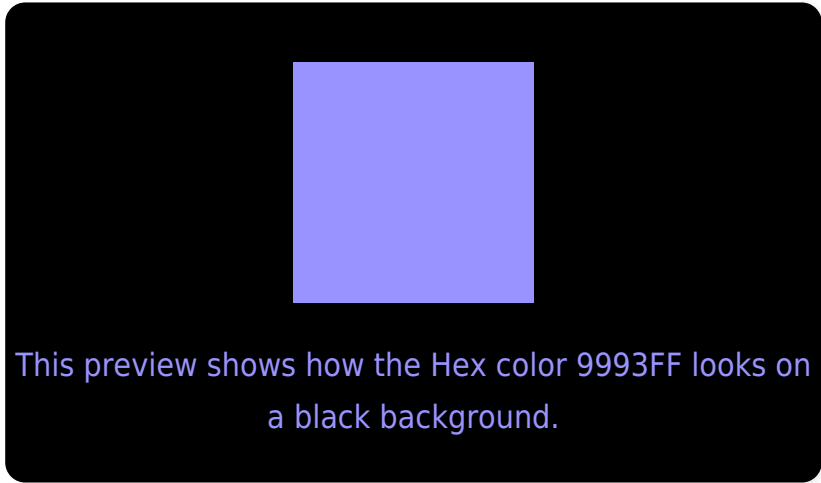 This preview shows how the Hex color 9993FF looks on
a black background.